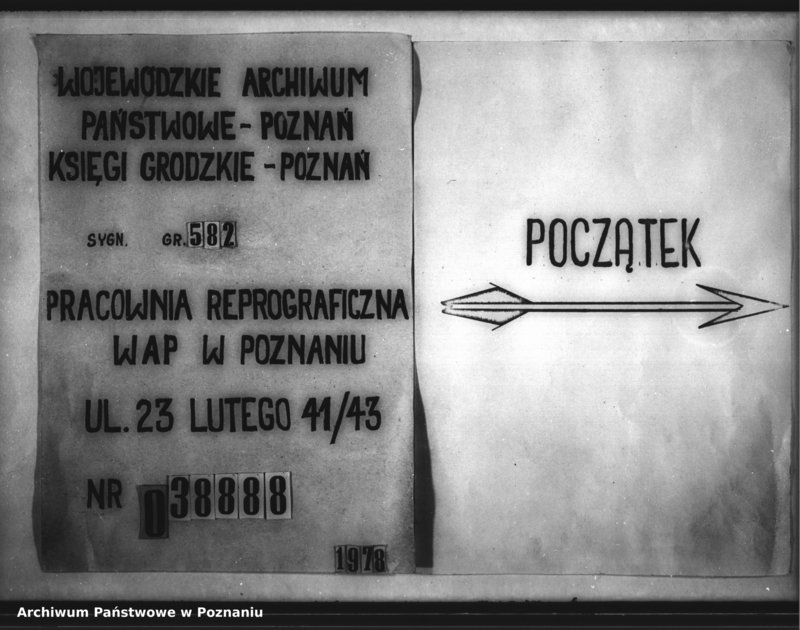 WOJEWÓDZKIE ARCHIWUM
PAŃSTWOWE - POZNAŃ
KSIĘGI GRODZKIE - POZNAŃ
SYGN. GR. 582
PRACOWNIA REPROGRAFICZNA
WAP W POZNANIU
UL. 23 LUTEGO 41/43
NR 038888
1978
POCZĄTEK
Archiwum Państwowe w Poznaniu